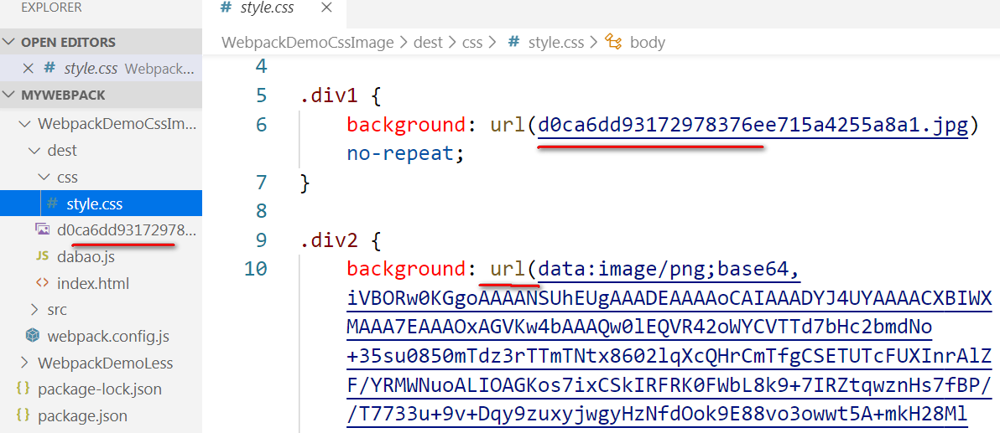 EXPLORER
OPEN EDITORS
style.css Webpack...
MYWEBPACK
WebpackDemoCssIm...
dest
css
# style.css
d0ca6dd93172978...
JS dabao.js
<> index.html
src
webpack.config.js
WebpackDemoLess
{} package-lock.json
{} package.json
# style.css
WebpackDemoCssImage > dest > css > # style.css > body
4
5 .div1 {
6 background: url(d0ca6dd93172978376ee715a4255a8a1.jpg)
no-repeat;
7 }
8
9 .div2 {
10 background: url(data:image/png;base64,
iVBORw0KGgoAAAANSUhEUgAAADEAAAAoCAIAAADYJ4UYAAAACXBIWX
MAAA7EAAAOxAGVKw4bAAAQw0lEQVR42oWYCVTTd7bHc2bmdNo
+35su0850mTdz3rTTmTNtx8602lqXcQHrCmTfgCSETUTcFUXInrAlZ
F/YRMWNuoALIOAGKos7ixCSkIRFRK0FWbL8k9+7IRZtqwznHs7fBP/
/T7733u+9v+Dqy9zuxyjwgyHzNfdOok9E88vo3owwt5A+mkH28Ml